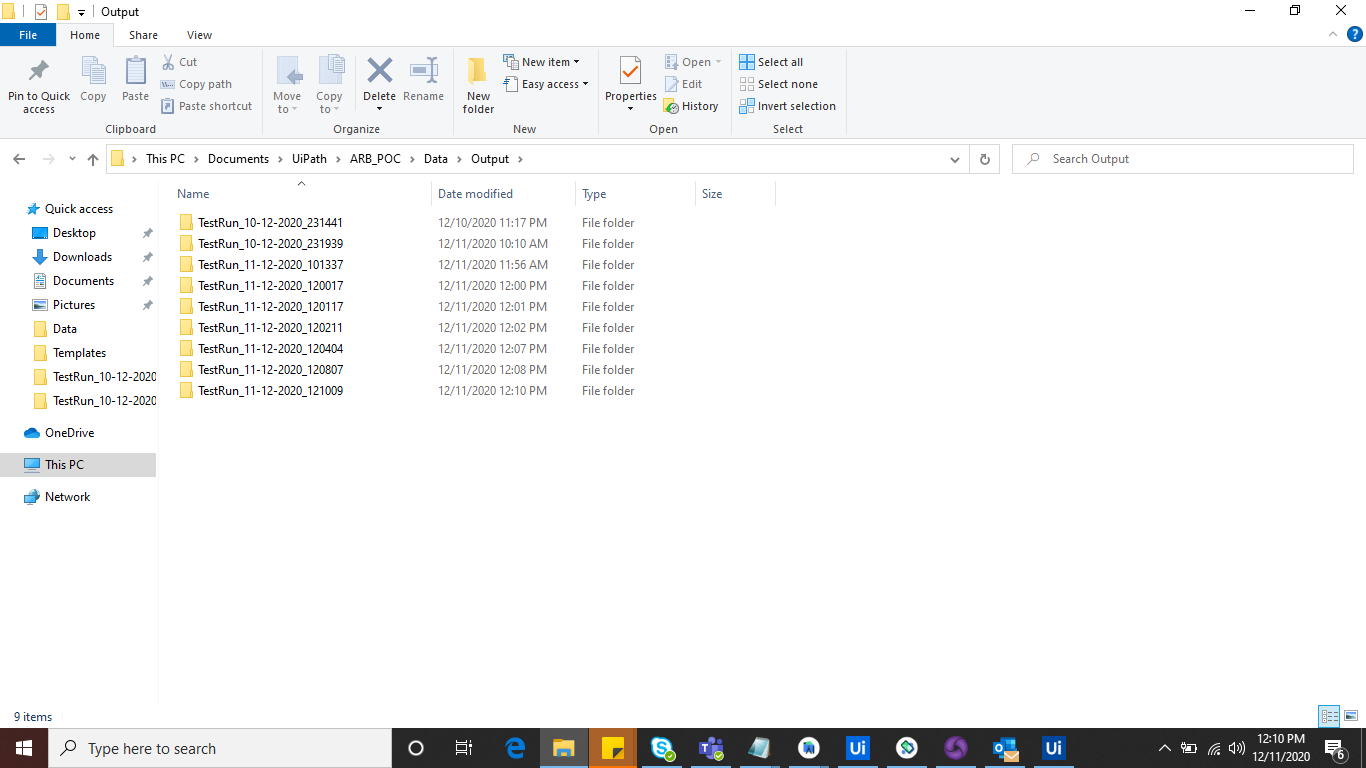 Output
File Home Share View
Pin to Quick access
Copy
Paste
Cut
Copy path
Paste shortcut
Clipboard
Move to
Copy to
Delete
Rename
Organize
New folder
New item
Easy access
New
Properties
Open
Edit
History
Open
Select all
Select none
Invert selection
Select
This PC > Documents > UiPath > ARB_POC > Data > Output >
Search Output
Quick access
Desktop
Downloads
Documents
Pictures
Data
Templates
TestRun_10-12-2020
TestRun_10-12-2020
OneDrive
This PC
Network
Name Date modified Type Size
TestRun_10-12-2020_231441 12/10/2020 11:17 PM File folder
TestRun_10-12-2020_231939 12/11/2020 10:10 AM File folder
TestRun_11-12-2020_101337 12/11/2020 11:56 AM File folder
TestRun_11-12-2020_120017 12/11/2020 12:00 PM File folder
TestRun_11-12-2020_120117 12/11/2020 12:01 PM File folder
TestRun_11-12-2020_120211 12/11/2020 12:02 PM File folder
TestRun_11-12-2020_120404 12/11/2020 12:07 PM File folder
TestRun_11-12-2020_120807 12/11/2020 12:08 PM File folder
TestRun_11-12-2020_121009 12/11/2020 12:10 PM File folder
9 items
Type here to search
Ui
Ui
12:10 PM
12/11/2020
6